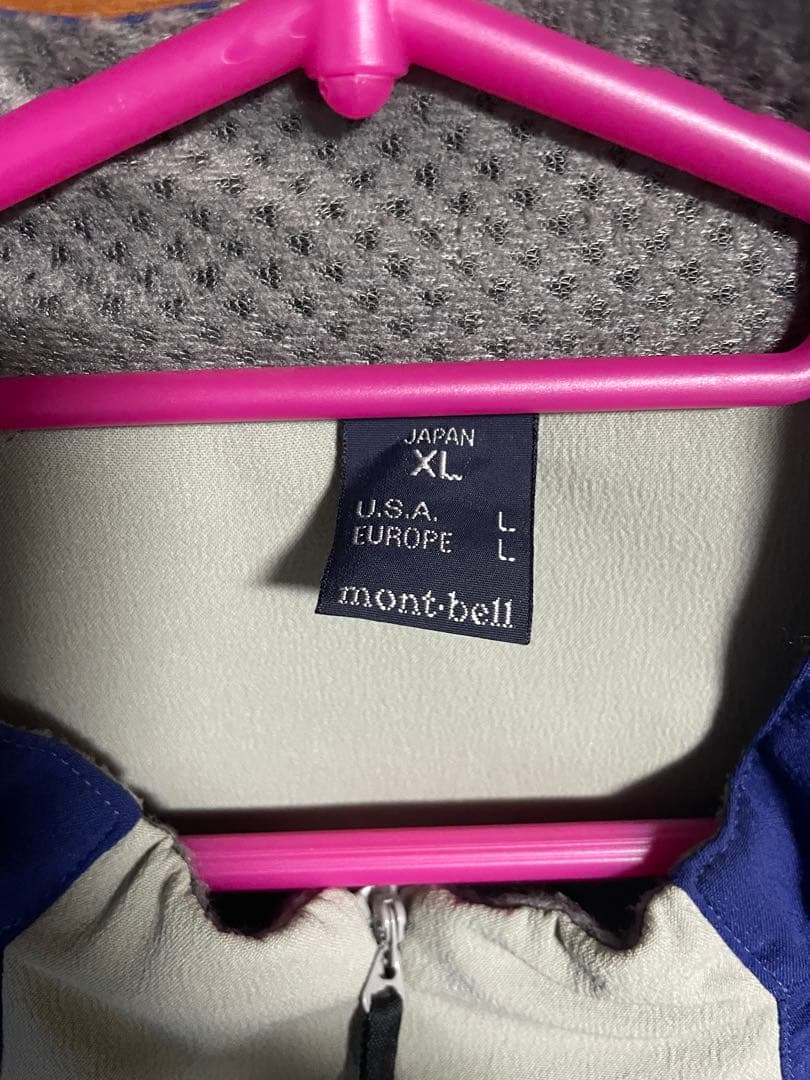 JAPAN
XL
U.S.A. L
EUROPE L
mont·bell